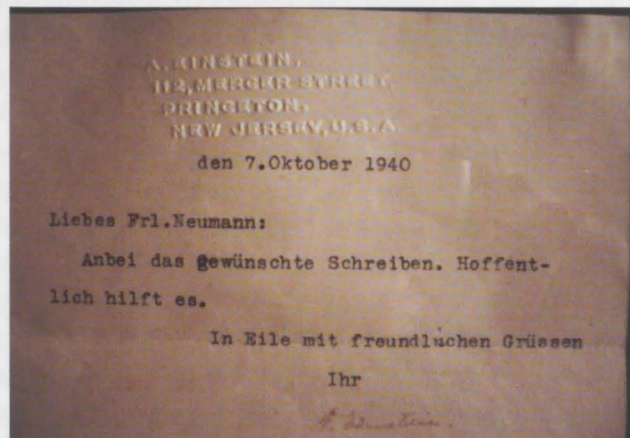 A. EINSTEIN.
112, MERCER STREET.
PRINCETON.
NEW JERSEY, U.S.A
den 7.Oktober 1940
Liebes Frl.Neumann:
Anbei das gewünschte Schreiben. Hoffent-
lich hilft es.
In Eile mit freundluchen Grüssen
Ihr
A. Einstein.